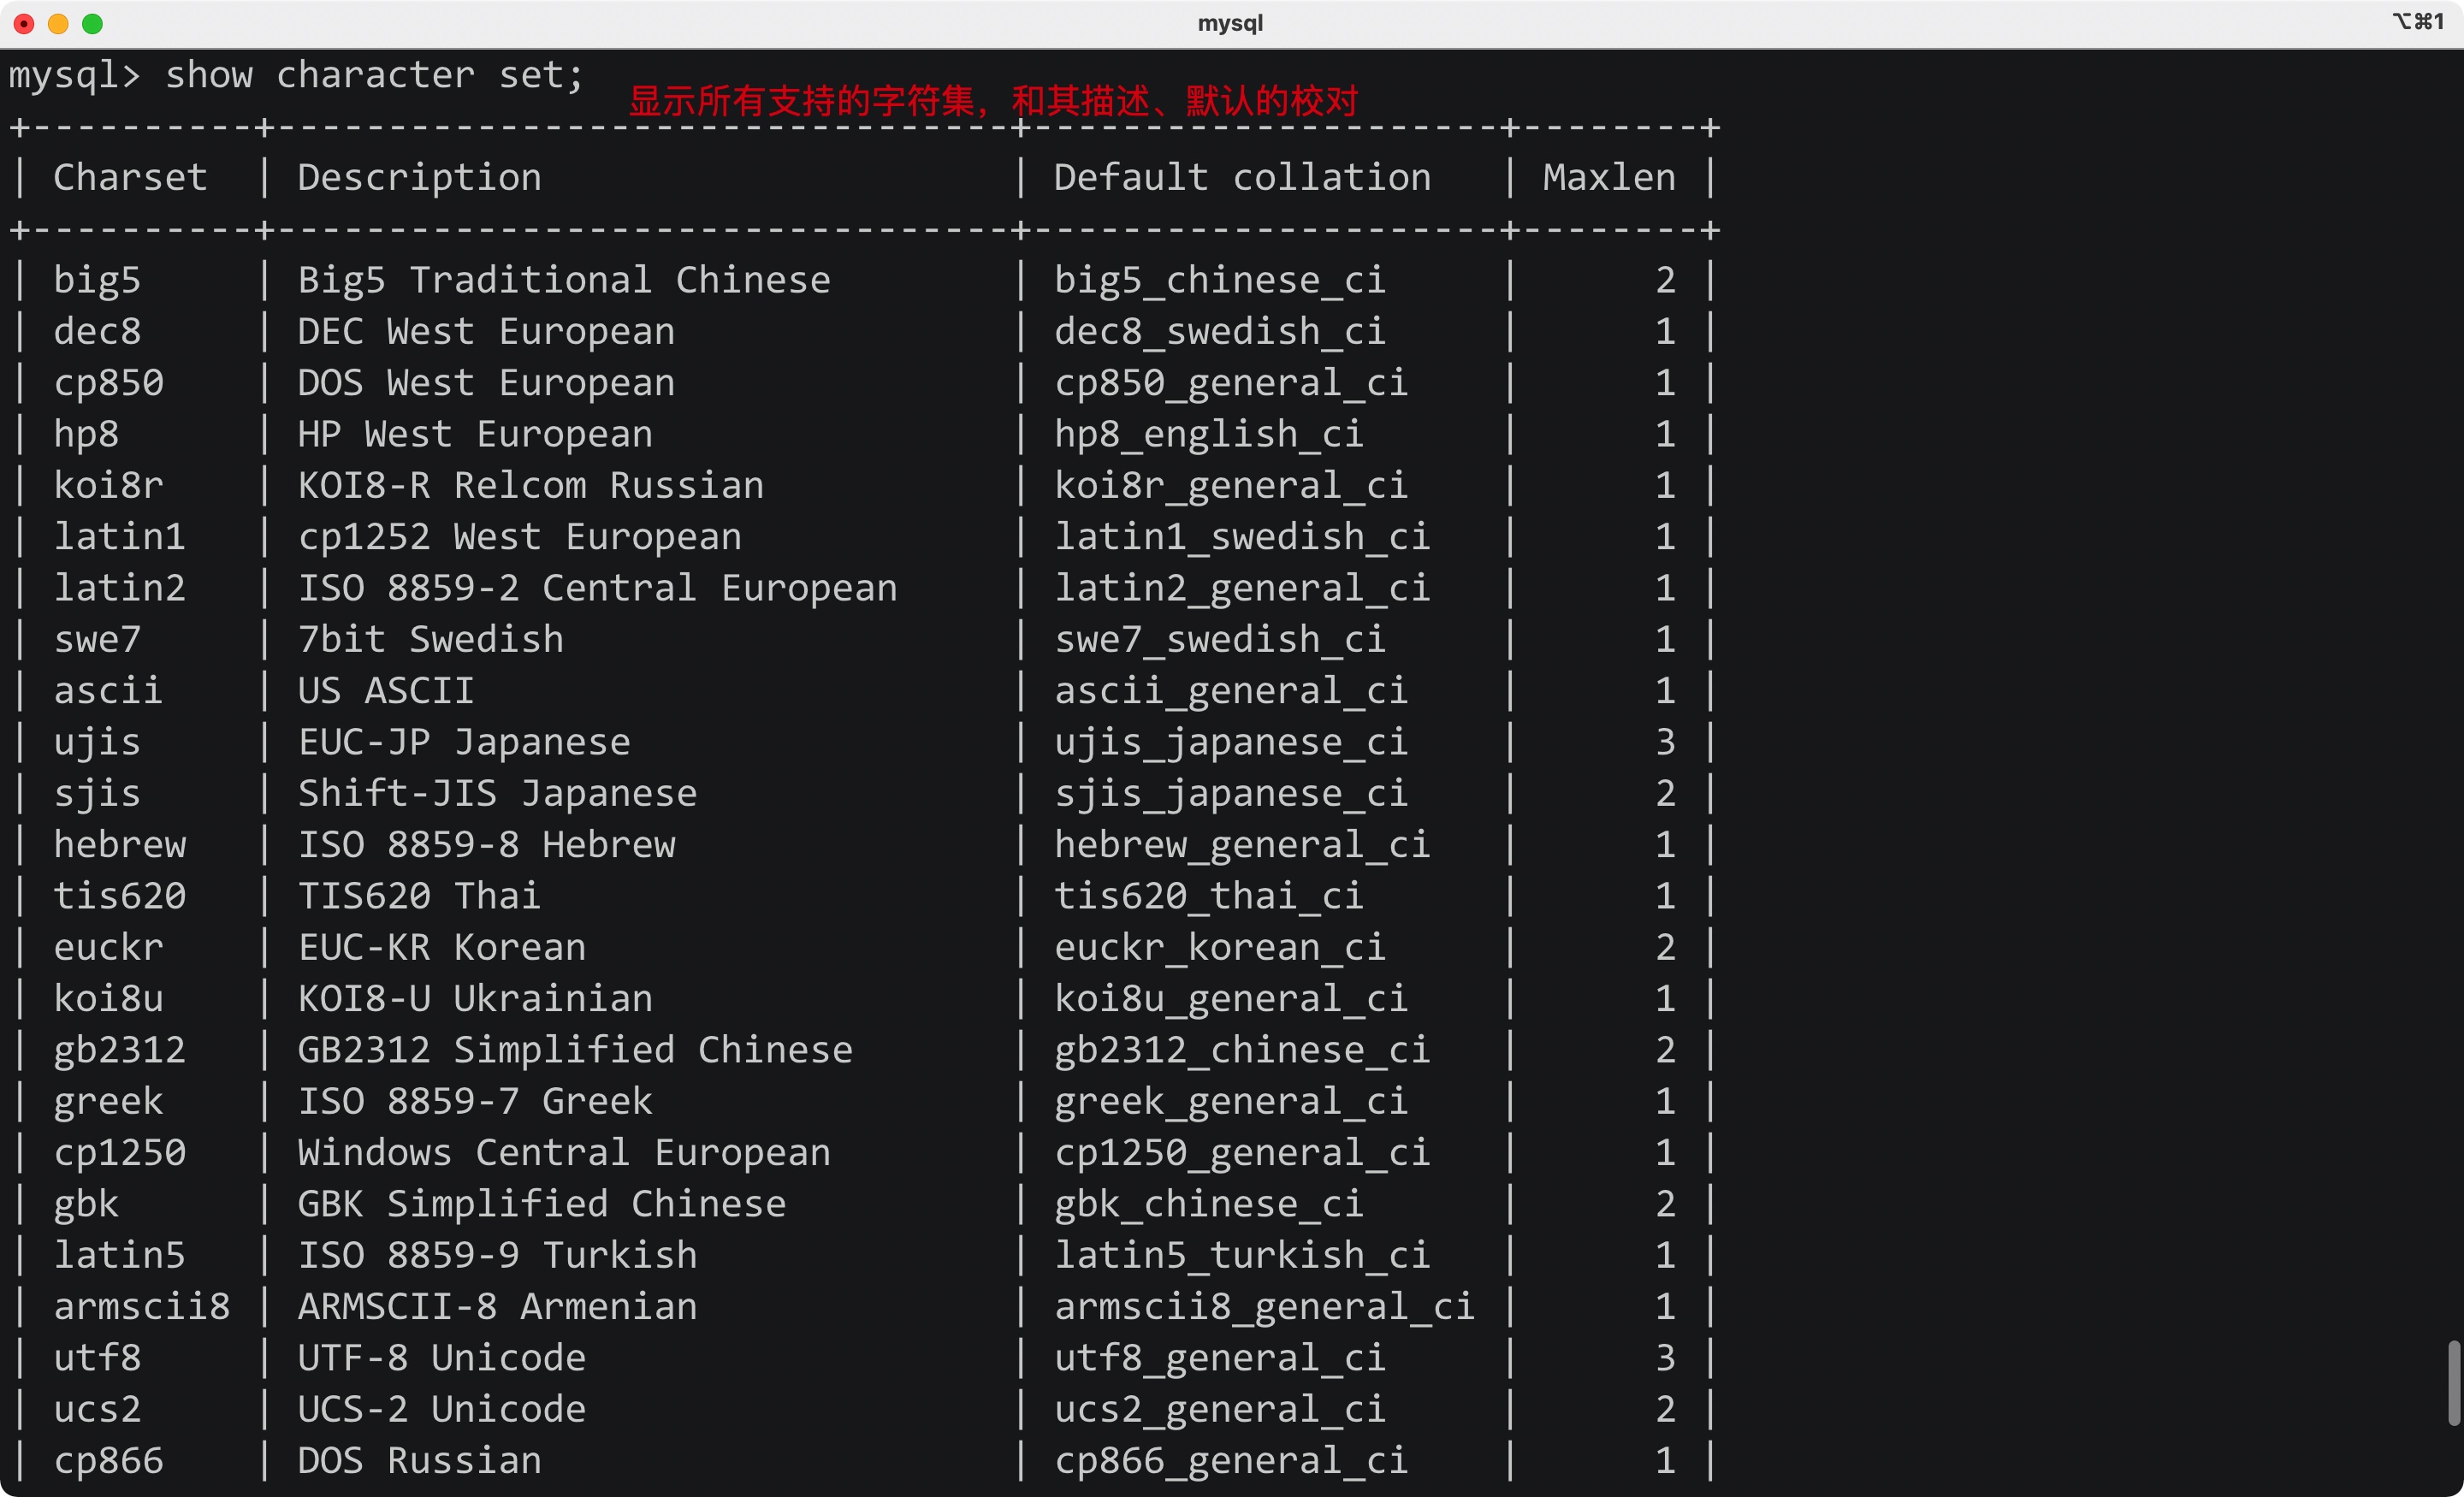 mysql
⌥⌘1
mysql> show character set;
显示所有支持的字符集，和其描述、默认的校对
+----------+---------------------------------+---------------------+--------+
| Charset  | Description                     | Default collation   | Maxlen |
+----------+---------------------------------+---------------------+--------+
| big5     | Big5 Traditional Chinese        | big5_chinese_ci     |      2 |
| dec8     | DEC West European               | dec8_swedish_ci     |      1 |
| cp850    | DOS West European               | cp850_general_ci    |      1 |
| hp8      | HP West European                | hp8_english_ci      |      1 |
| koi8r    | KOI8-R Relcom Russian           | koi8r_general_ci    |      1 |
| latin1   | cp1252 West European            | latin1_swedish_ci   |      1 |
| latin2   | ISO 8859-2 Central European     | latin2_general_ci   |      1 |
| swe7     | 7bit Swedish                    | swe7_swedish_ci     |      1 |
| ascii    | US ASCII                        | ascii_general_ci    |      1 |
| ujis     | EUC-JP Japanese                 | ujis_japanese_ci    |      3 |
| sjis     | Shift-JIS Japanese              | sjis_japanese_ci    |      2 |
| hebrew   | ISO 8859-8 Hebrew               | hebrew_general_ci   |      1 |
| tis620   | TIS620 Thai                     | tis620_thai_ci      |      1 |
| euckr    | EUC-KR Korean                   | euckr_korean_ci     |      2 |
| koi8u    | KOI8-U Ukrainian                | koi8u_general_ci    |      1 |
| gb2312   | GB2312 Simplified Chinese       | gb2312_chinese_ci   |      2 |
| greek    | ISO 8859-7 Greek                | greek_general_ci    |      1 |
| cp1250   | Windows Central European        | cp1250_general_ci   |      1 |
| gbk      | GBK Simplified Chinese          | gbk_chinese_ci      |      2 |
| latin5   | ISO 8859-9 Turkish              | latin5_turkish_ci   |      1 |
| armscii8 | ARMSCII-8 Armenian              | armscii8_general_ci |      1 |
| utf8     | UTF-8 Unicode                   | utf8_general_ci     |      3 |
| ucs2     | UCS-2 Unicode                   | ucs2_general_ci     |      2 |
| cp866    | DOS Russian                     | cp866_general_ci    |      1 |